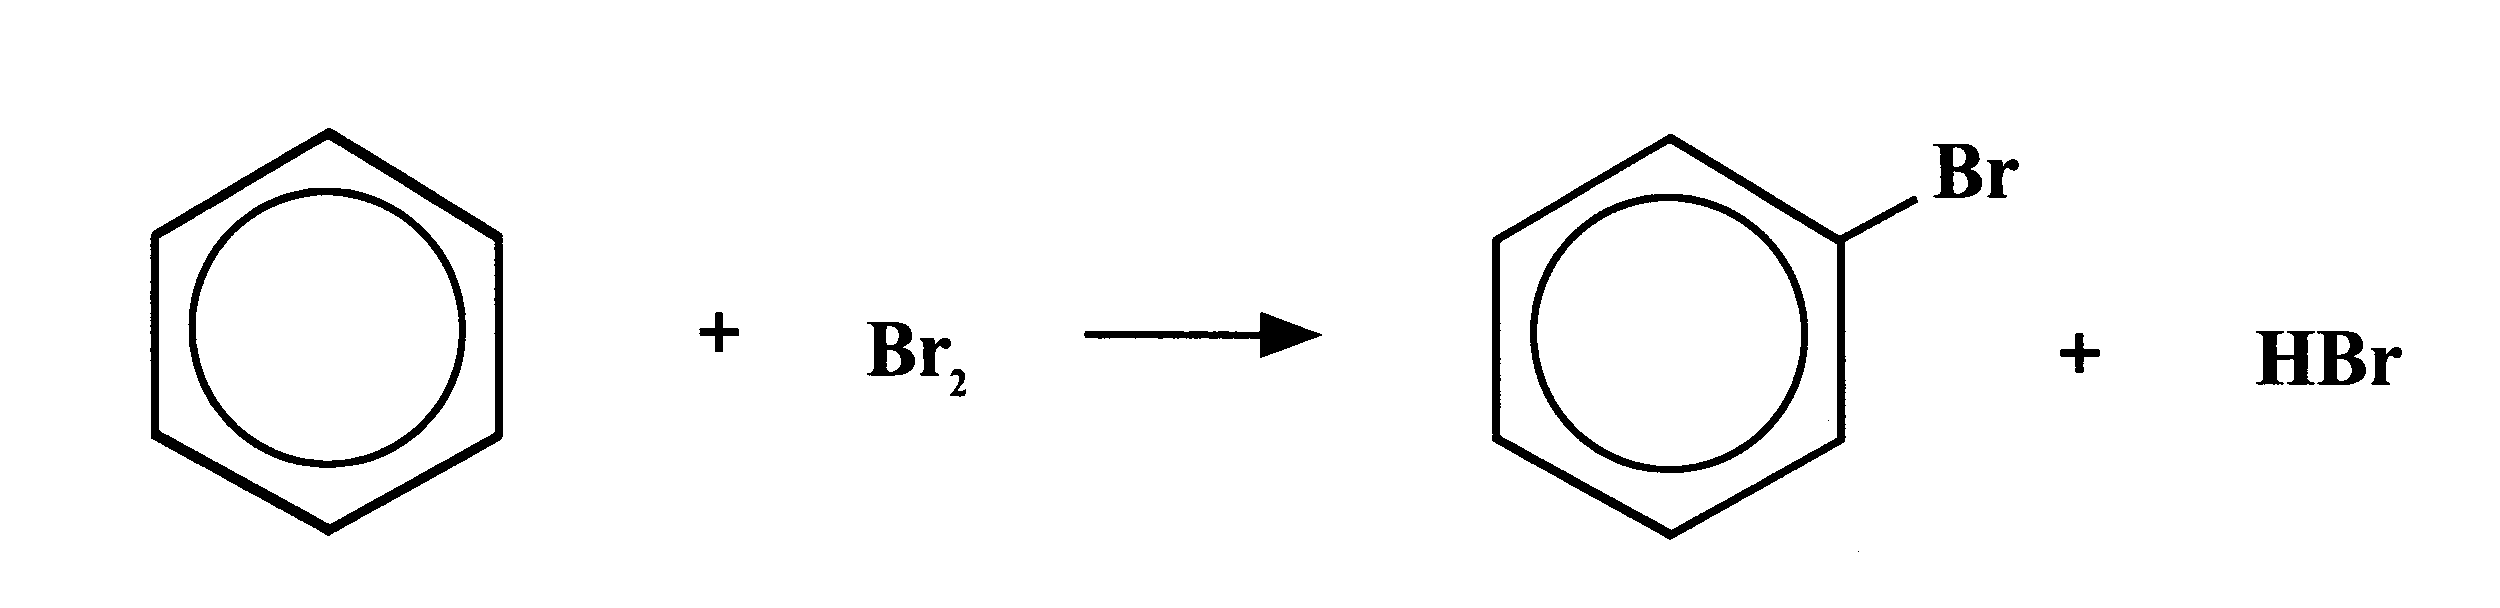 Br
+ Br₂ + HBr